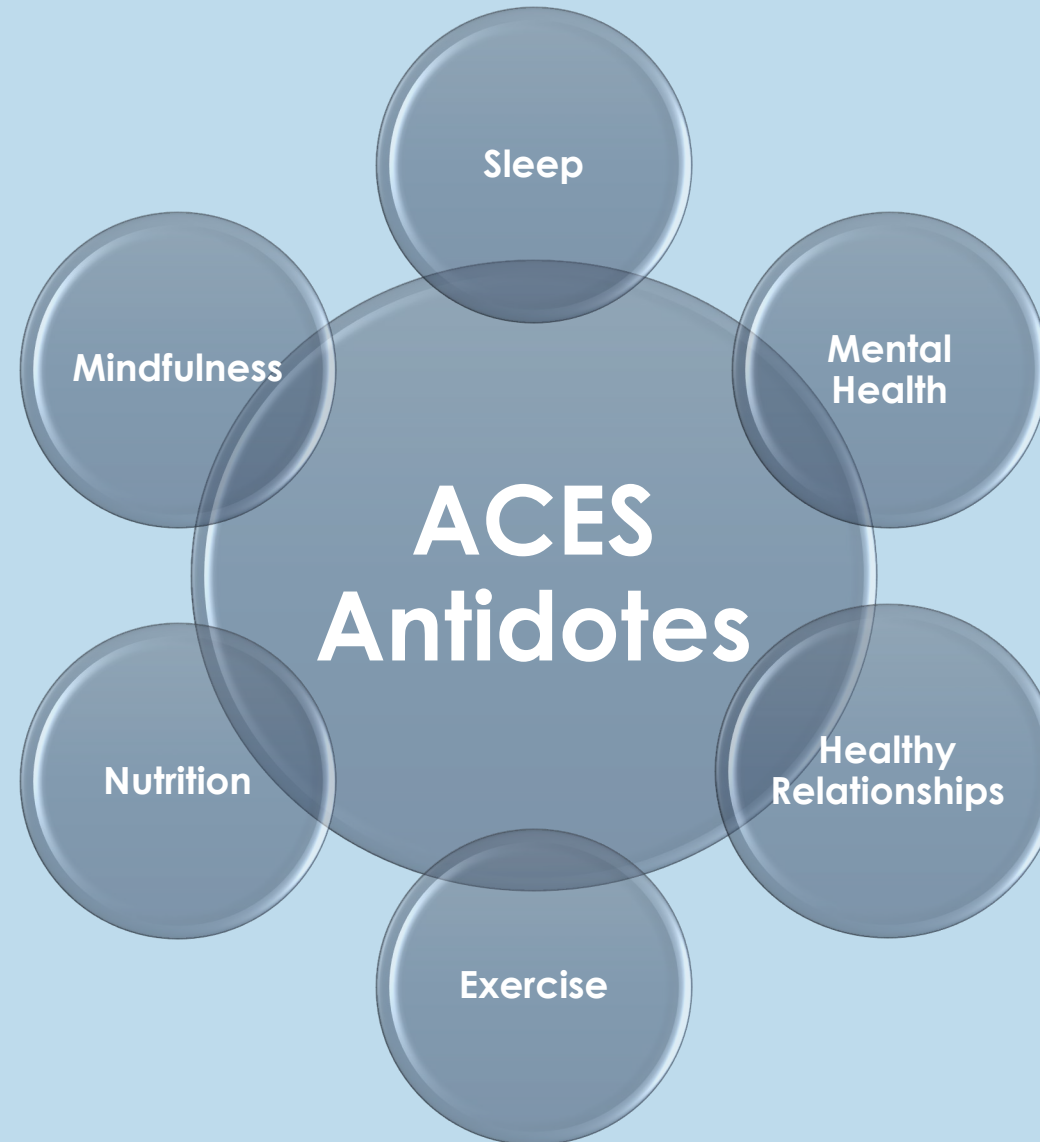 Sleep
Mental
Health
Healthy
Relationships
Exercise
Nutrition
Mindfulness
ACES
Antidotes